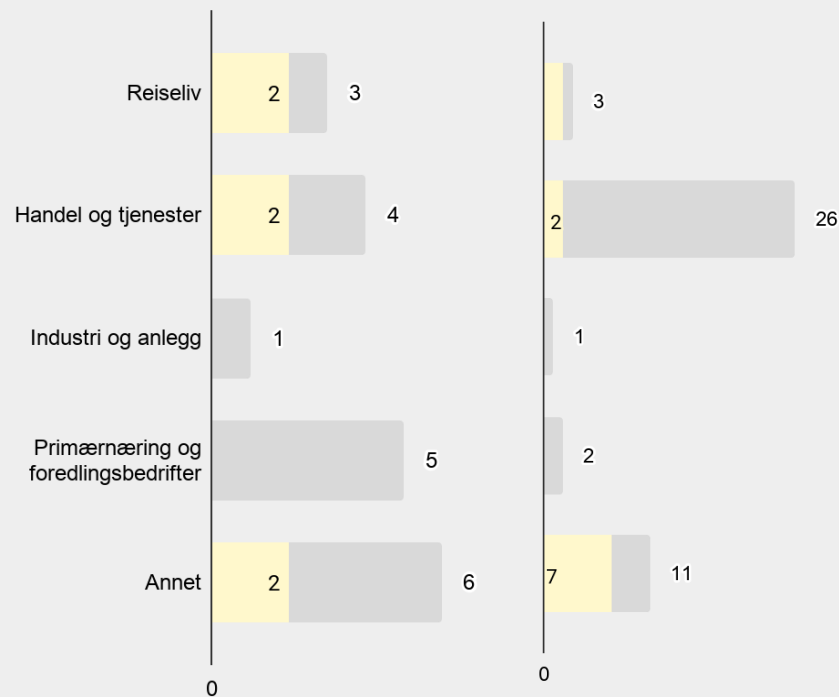 Reiseliv
2
3
3
Handel og tjenester
2
4
2
26
Industri og anlegg
1
1
Primærnæring og
foredlingsbedrifter
5
2
Annet
2
6
7
11
0
0